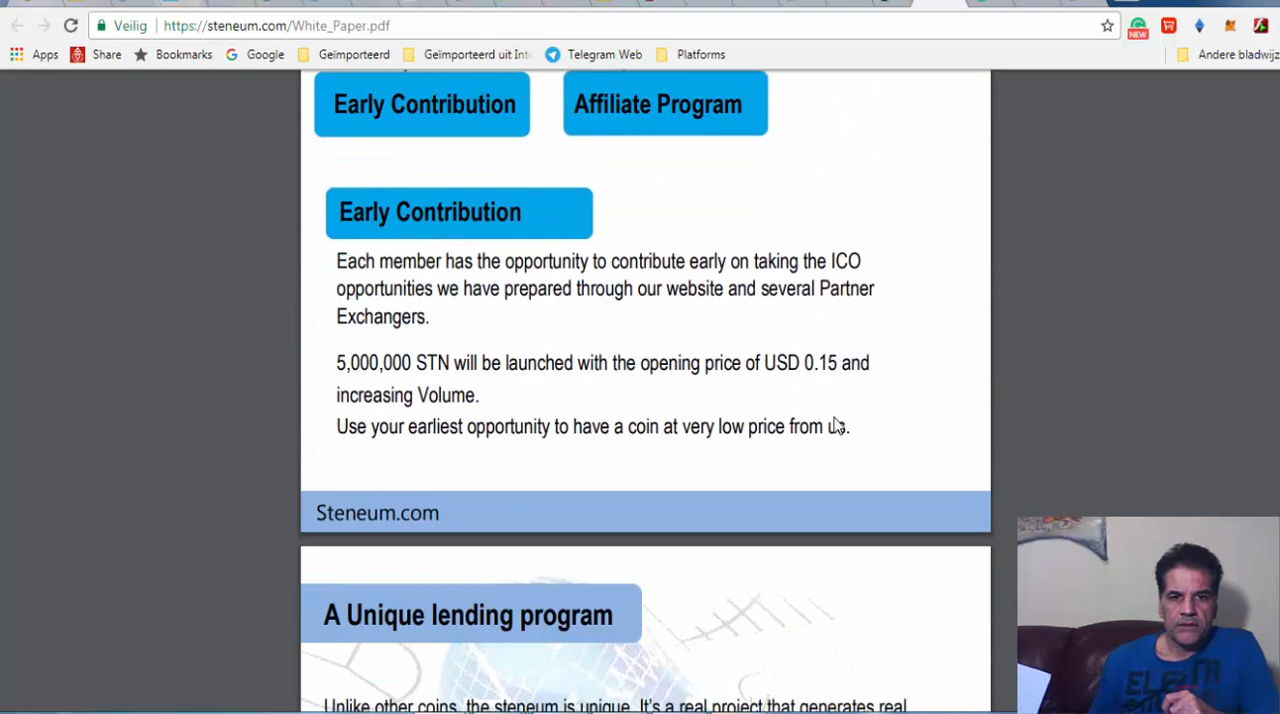 Veilig
https://steneum.com/White_Paper.pdf
NEW
Apps
Share
Bookmarks
Google
Geïmporteerd
Geïmporteerd uit Inte
Telegram Web
Platforms
Andere bladwijz
Early Contribution
Affiliate Program
Early Contribution
Each member has the opportunity to contribute early on taking the ICO
opportunities we have prepared through our website and several Partner
Exchangers.
5,000,000 STN will be launched with the opening price of USD 0.15 and
increasing Volume.
Use your earliest opportunity to have a coin at very low price from us.
Steneum.com
A Unique lending program
Unlike other coins, the steneum is unique. It's a real project that generates real